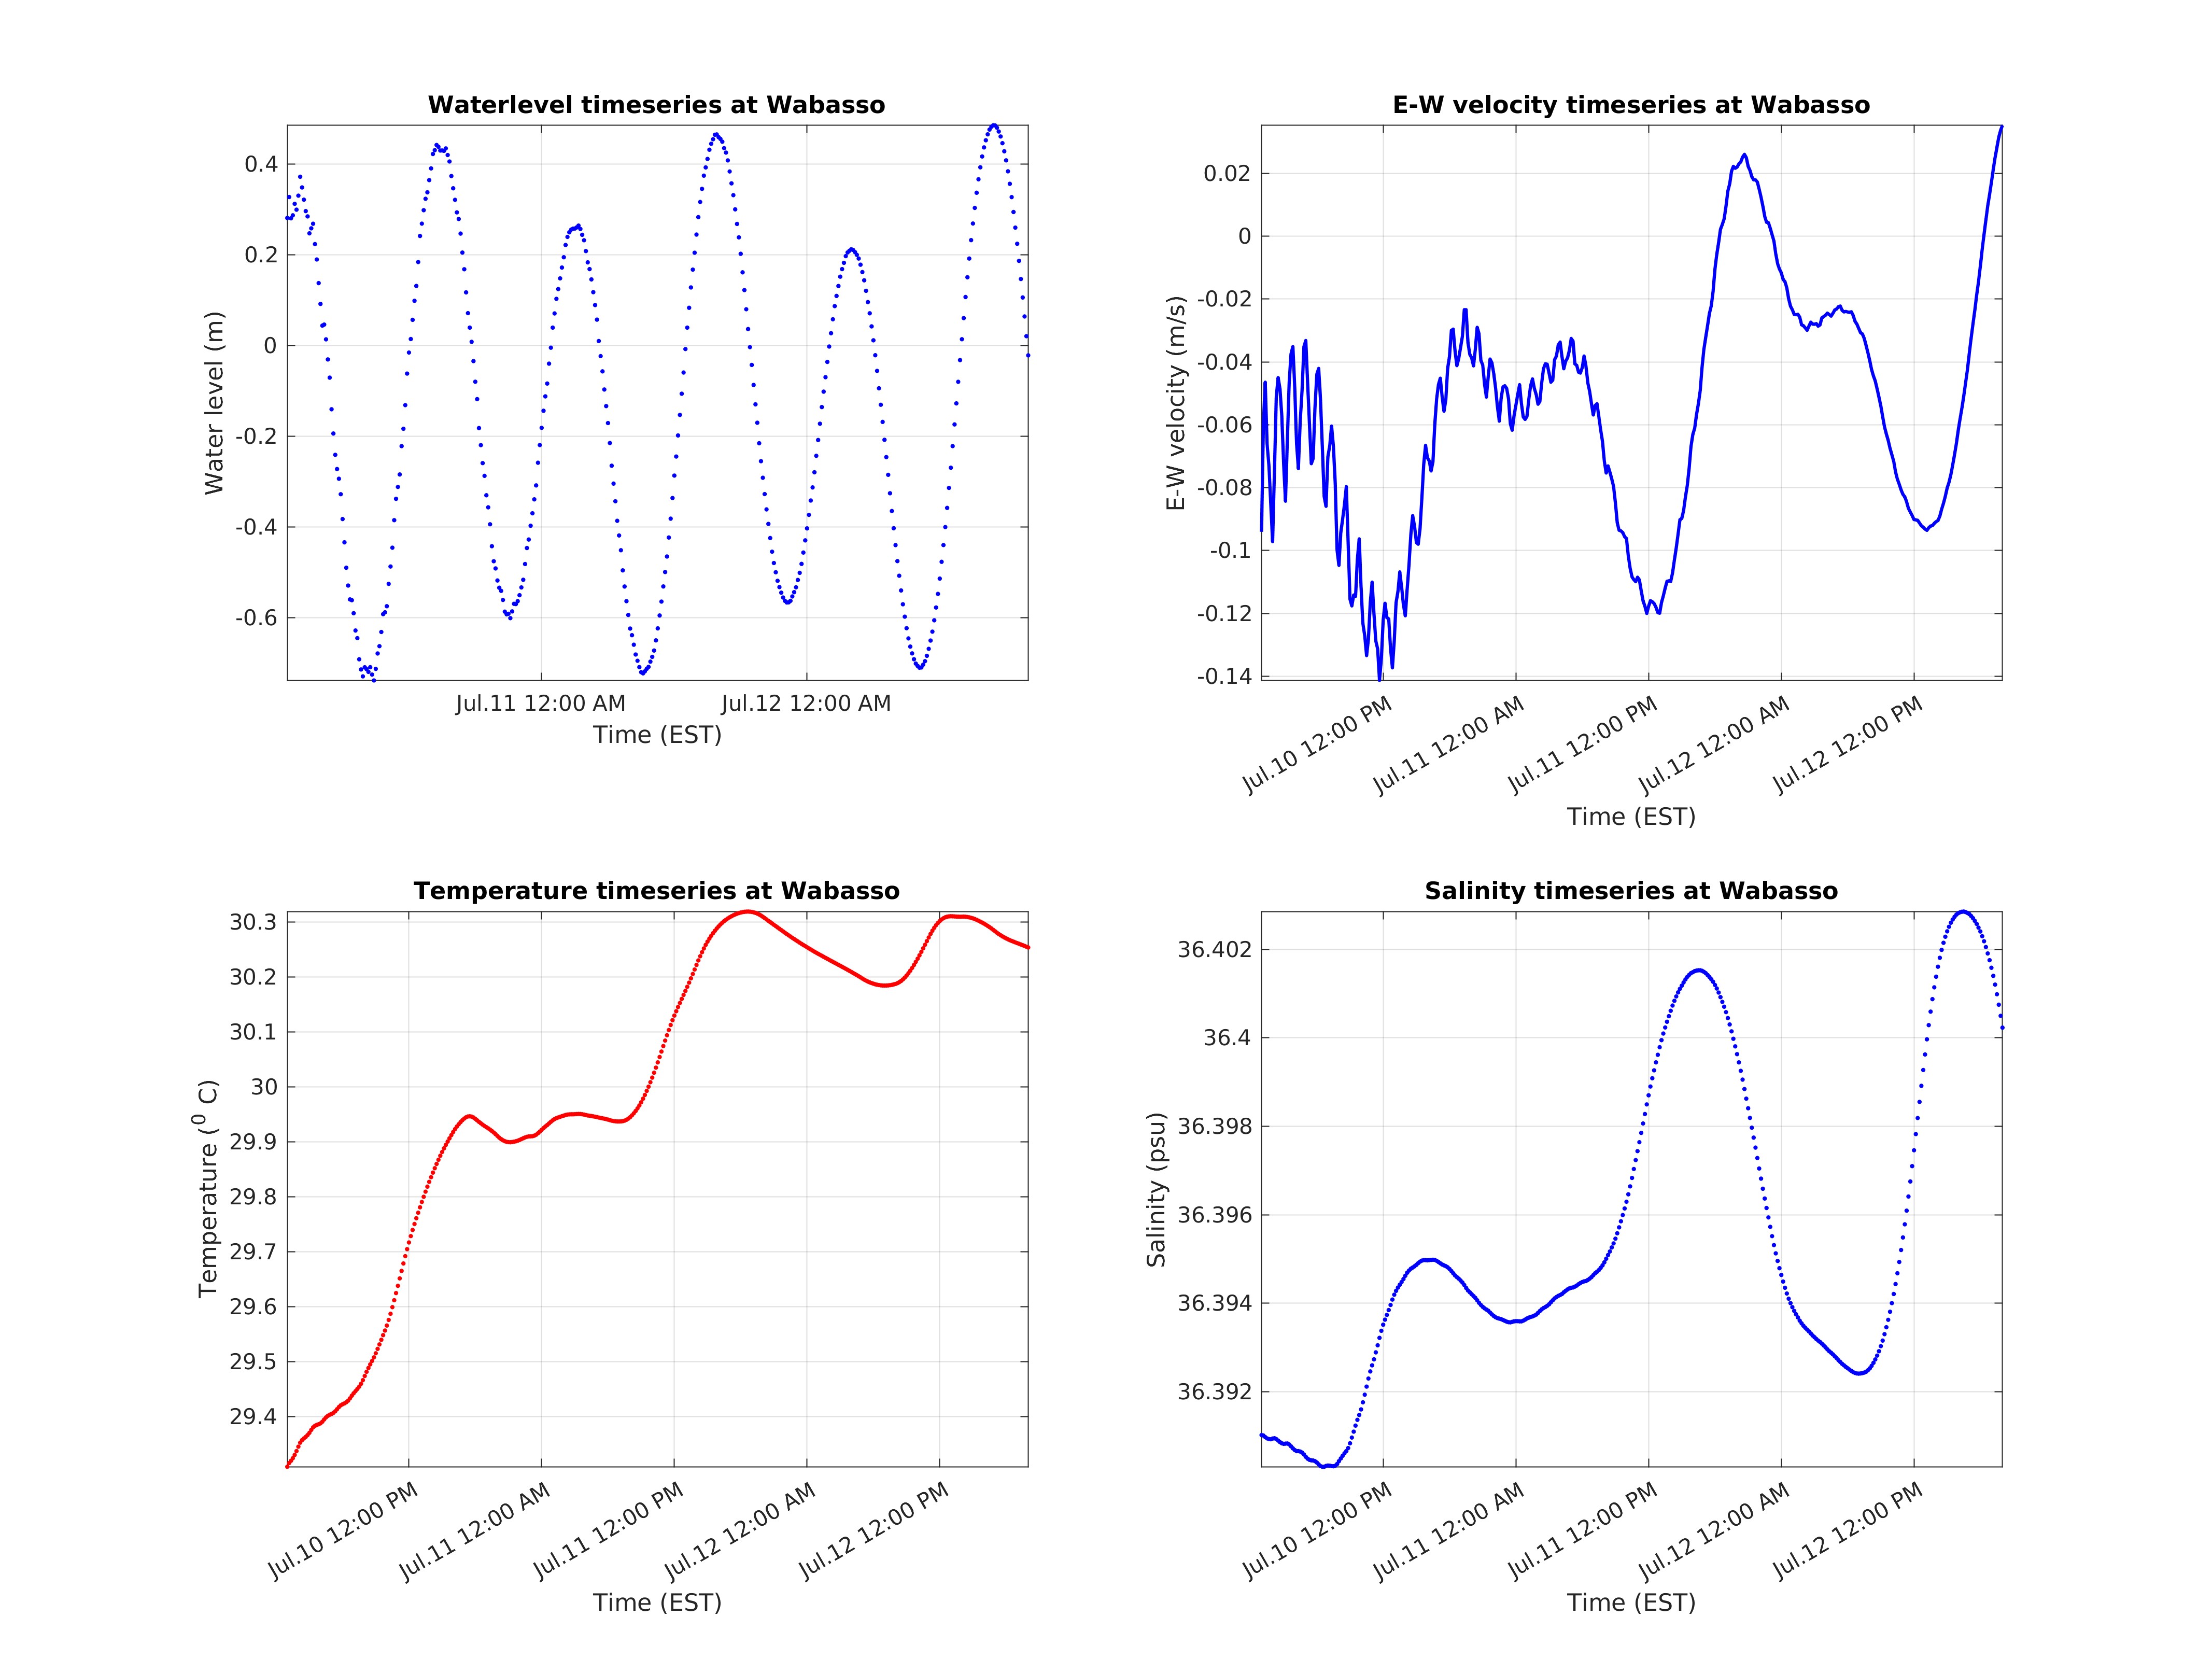 Waterlevel timeseries at Wabasso
0.4
0.2
0
-0.2
-0.4
-0.6
Water level (m)
Jul.11 12:00 AM
Jul.12 12:00 AM
Time (EST)
E-W velocity timeseries at Wabasso
0.02
0
-0.02
-0.04
-0.06
-0.08
-0.1
-0.12
-0.14
E-W velocity (m/s)
Jul.10 12:00 PM
Jul.11 12:00 AM
Jul.11 12:00 PM
Jul.12 12:00 AM
Jul.12 12:00 PM
Time (EST)
Temperature timeseries at Wabasso
30.3
30.2
30.1
30
29.9
29.8
29.7
29.6
29.5
29.4
Temperature (⁰ C)
Jul.10 12:00 PM
Jul.11 12:00 AM
Jul.11 12:00 PM
Jul.12 12:00 AM
Jul.12 12:00 PM
Time (EST)
Salinity timeseries at Wabasso
36.402
36.4
36.398
36.396
36.394
36.392
Salinity (psu)
Jul.10 12:00 PM
Jul.11 12:00 AM
Jul.11 12:00 PM
Jul.12 12:00 AM
Jul.12 12:00 PM
Time (EST)